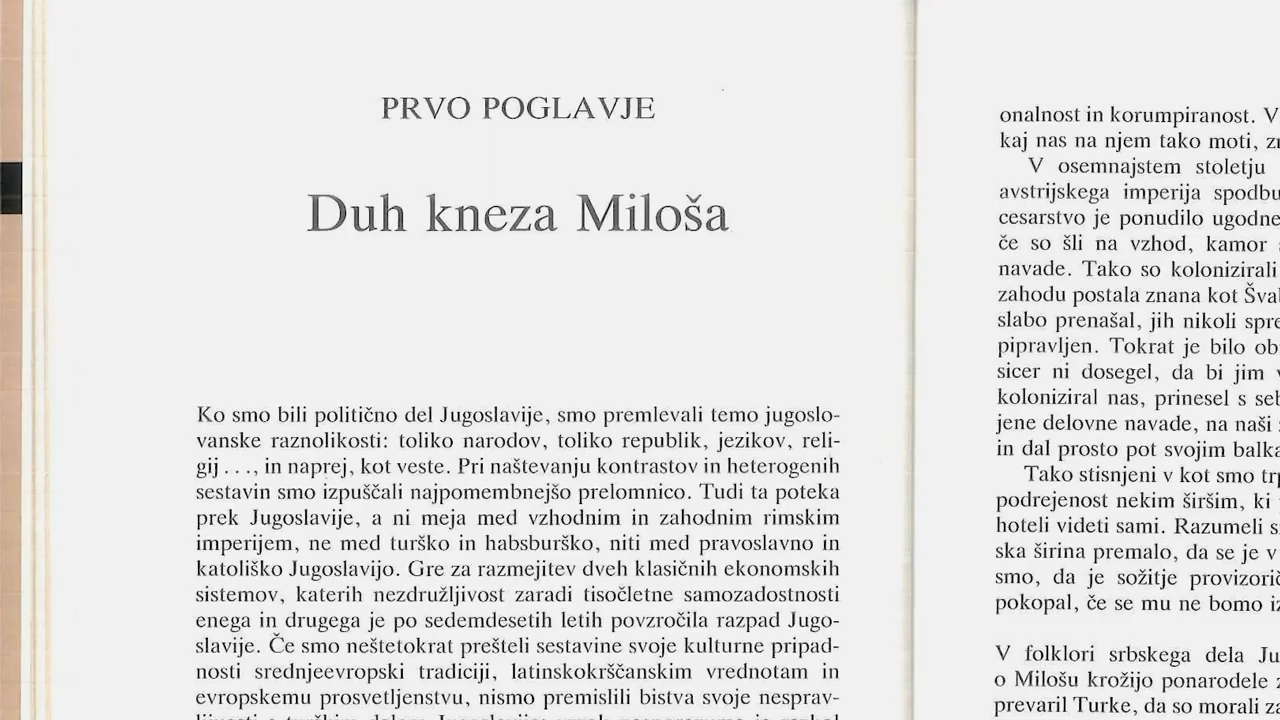 PRVO POGLAVJE
Duh kneza Miloša
Ko smo bili politično del Jugoslavije, smo premlevali temo jugoslo-
vanske raznolikosti: toliko narodov, toliko republik, jezikov, reli-
gij . . ., in naprej, kot veste. Pri naštevanju kontrastov in heterogenih
sestavin smo izpuščali najpomembnejšo prelomnico. Tudi ta poteka
prek Jugoslavije, a ni meja med vzhodnim in zahodnim rimskim
imperijem, ne med turško in habsburško, niti med pravoslavno in
katoliško Jugoslavijo. Gre za razmejitev dveh klasičnih ekonomskih
sistemov, katerih nezdružljivost zaradi tisočletne samozadostnosti
enega in drugega je po sedemdesetih letih povzročila razpad Jugo-
slavije. Če smo neštetokrat prešteli sestavine svoje kulturne pripad-
nosti srednjeevropski tradiciji, latinskokrščanskim vrednotam in
evropskemu prosvetljenstvu, nismo premislili bistva svoje nesprav-
onalnost in korumpiranost. V
kaj nas na njem tako moti,
V osemnajstem stoletju
avstrijskega imperija
cesarstvo je ponudilo ugodne
če so šli na vzhod, kamor
navade. Tako so kolonizirali
zahodu postala znana kot
slabo prenašal, jih nikoli
pipravljen. Tokrat je bilo
sicer ni dosegel, da bi jim
koloniziral nas, prinesel s
jene delovne navade, na naši
in dal prosto pot svojim
Tako stisnjeni v kot smo
podrejenost nekim širšim, ki
hoteli videti sami. Razumeli
ska širina premalo, da se je v
smo, da je sožitje
pokopal, če se mu ne bomo
V folklori srbskega dela
o Milošu krožijo ponarodele
prevaril Turke, da so morali